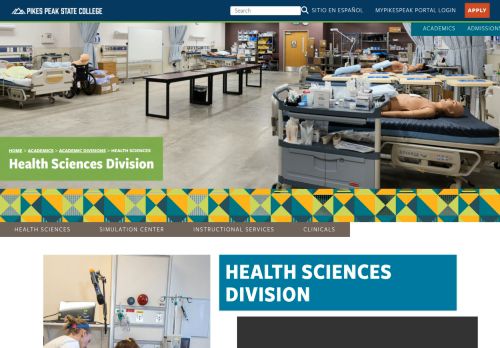 PIKES PEAK STATE COLLEGE
Search
SITIO EN ESPAÑOL
MYPIKESPEAK PORTAL LOGIN
APPLY
ACADEMICS
ADMISSIONS
HOME > ACADEMICS > ACADEMIC DIVISIONS > HEALTH SCIENCES
Health Sciences Division
HEALTH SCIENCES
SIMULATION CENTER
INSTRUCTIONAL SERVICES
CLINICALS
HEALTH SCIENCES
DIVISION